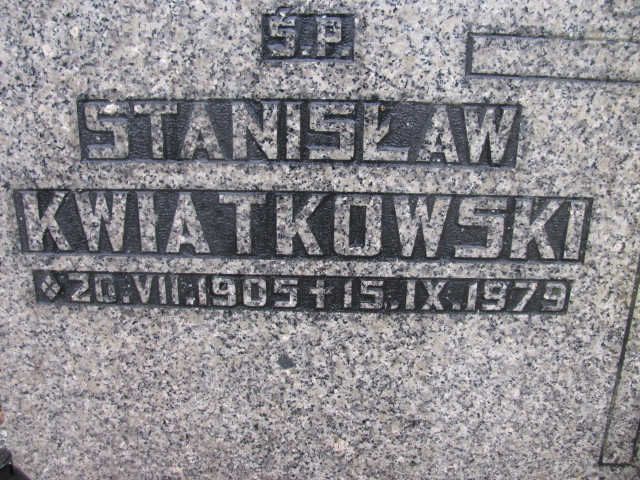 Ś.P.
STANISŁAW
KWIATKOWSKI
* 20.VII.1905 + 15.IX.1979